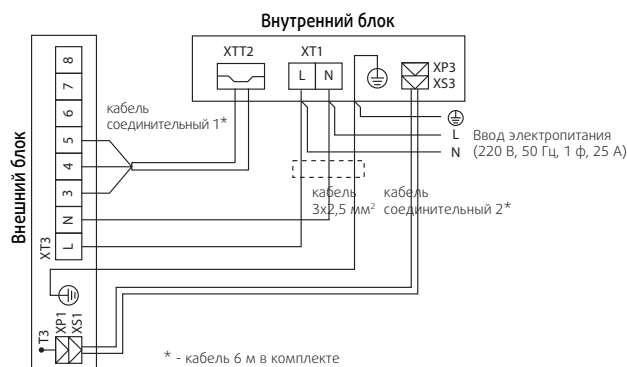 Внутренний блок
XTT2
XT1
L N
XP3
XS3
L
N
Ввод электропитания
(220 В, 50 Гц, 1 ф, 25 А)
Внешний блок
8
7
6
5
4
3
N
L
XT3
кабель
соединительный 1*
кабель
3x2,5 мм²
кабель
соединительный 2*
T3
XP1
XS1
* - кабель 6 м в комплекте